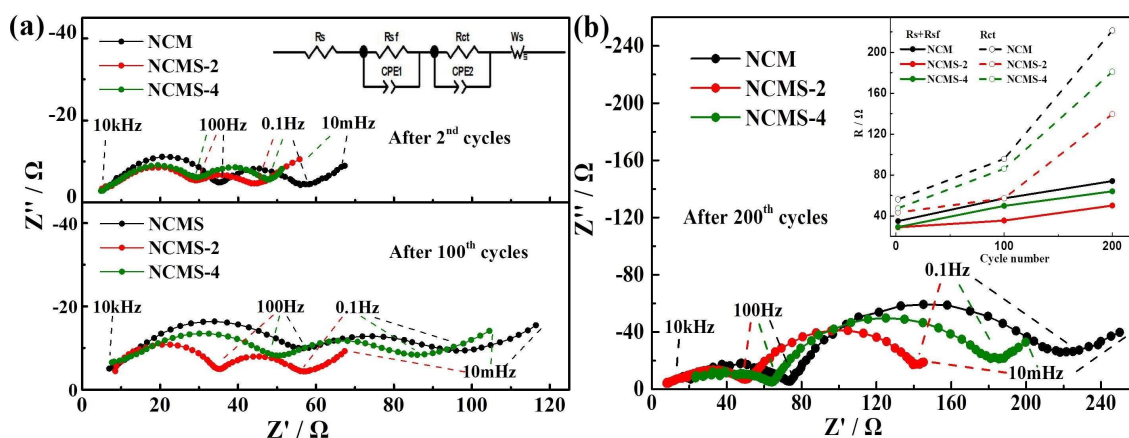 (a)
-40
NCM
NCMS-2
NCMS-4
Rs Rsf Rct Ws
CPE1 CPE2
-20
10kHz 100Hz 0.1Hz 10mHz
After 2nd cycles
0
NCMS
NCMS-2
NCMS-4
-40
After 100th cycles
-20
10kHz 100Hz 0.1Hz
10mHz
0
0 20 40 60 80 100 120
Z' / Ω
Z'' / Ω
(b)
-240
-200
-160
-120
-80
-40
0
NCM
NCMS-2
NCMS-4
After 200th cycles
10kHz 100Hz 0.1Hz
10mHz
0 40 80 120 160 200 240
Z' / Ω
Z'' / Ω
Rs+Rsf Rct
NCM NCM
NCMS-2 NCMS-2
NCMS-4 NCMS-4
240
200
160
120
80
40
R / Ω
0 100 200
Cycle number